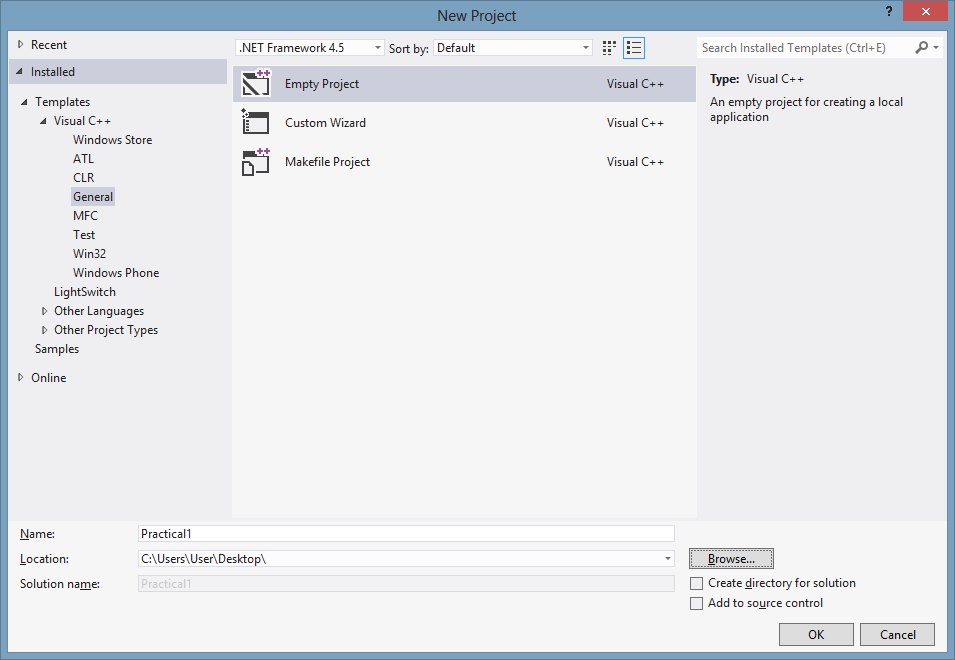 New Project
?
Recent
Installed
Templates
Visual C++
Windows Store
ATL
CLR
General
MFC
Test
Win32
Windows Phone
LightSwitch
Other Languages
Other Project Types
Samples
Online
.NET Framework 4.5 Sort by: Default
Empty Project Visual C++
Custom Wizard Visual C++
Makefile Project Visual C++
Search Installed Templates (Ctrl+E)
Type: Visual C++
An empty project for creating a local
application
Name: Practical1
Location: C:\Users\User\Desktop\ Browse...
Solution name: Practical1 Create directory for solution
Add to source control
OK Cancel